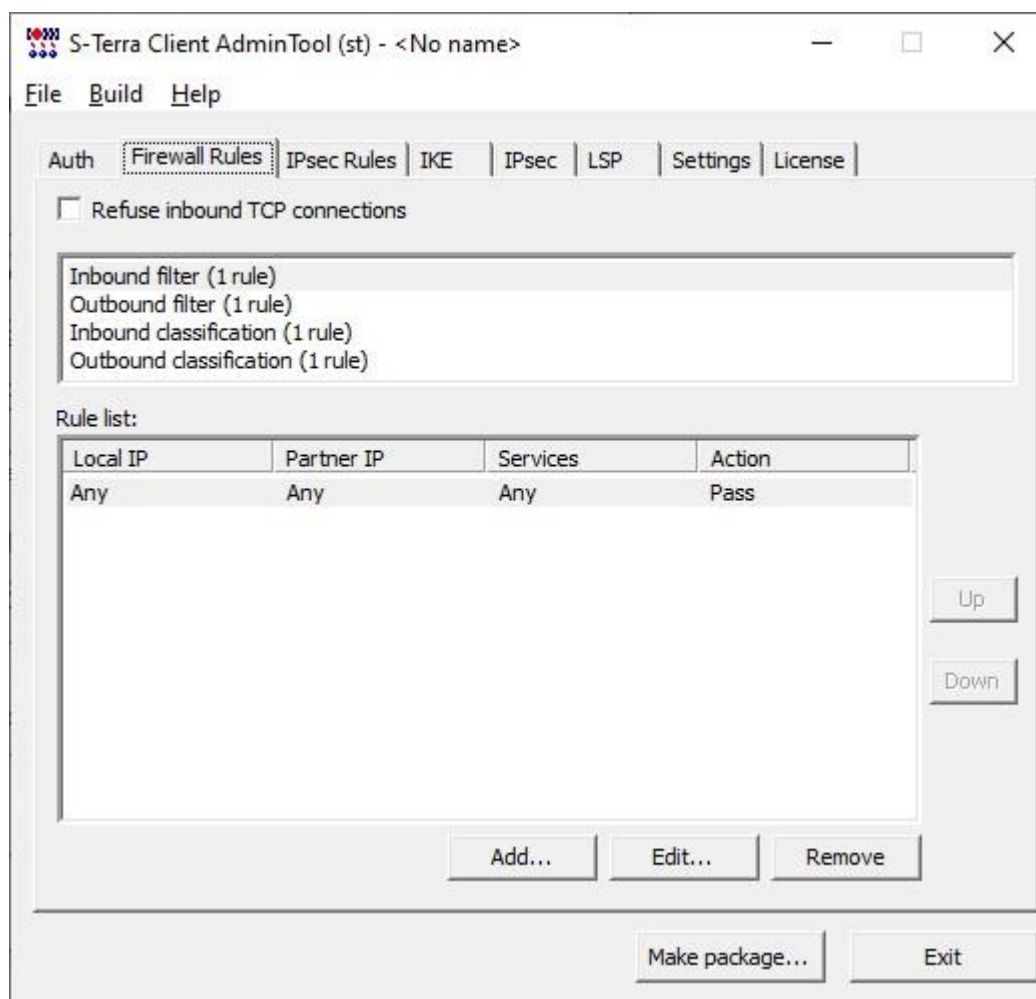 S-Terra Client AdminTool (st) - <No name>
File Build Help
Auth Firewall Rules IPsec Rules IKE IPsec LSP Settings License
Refuse inbound TCP connections
Inbound filter (1 rule)
Outbound filter (1 rule)
Inbound classification (1 rule)
Outbound classification (1 rule)
Rule list:
Local IP Partner IP Services Action
Any Any Any Pass
Up
Down
Add... Edit... Remove
Make package... Exit